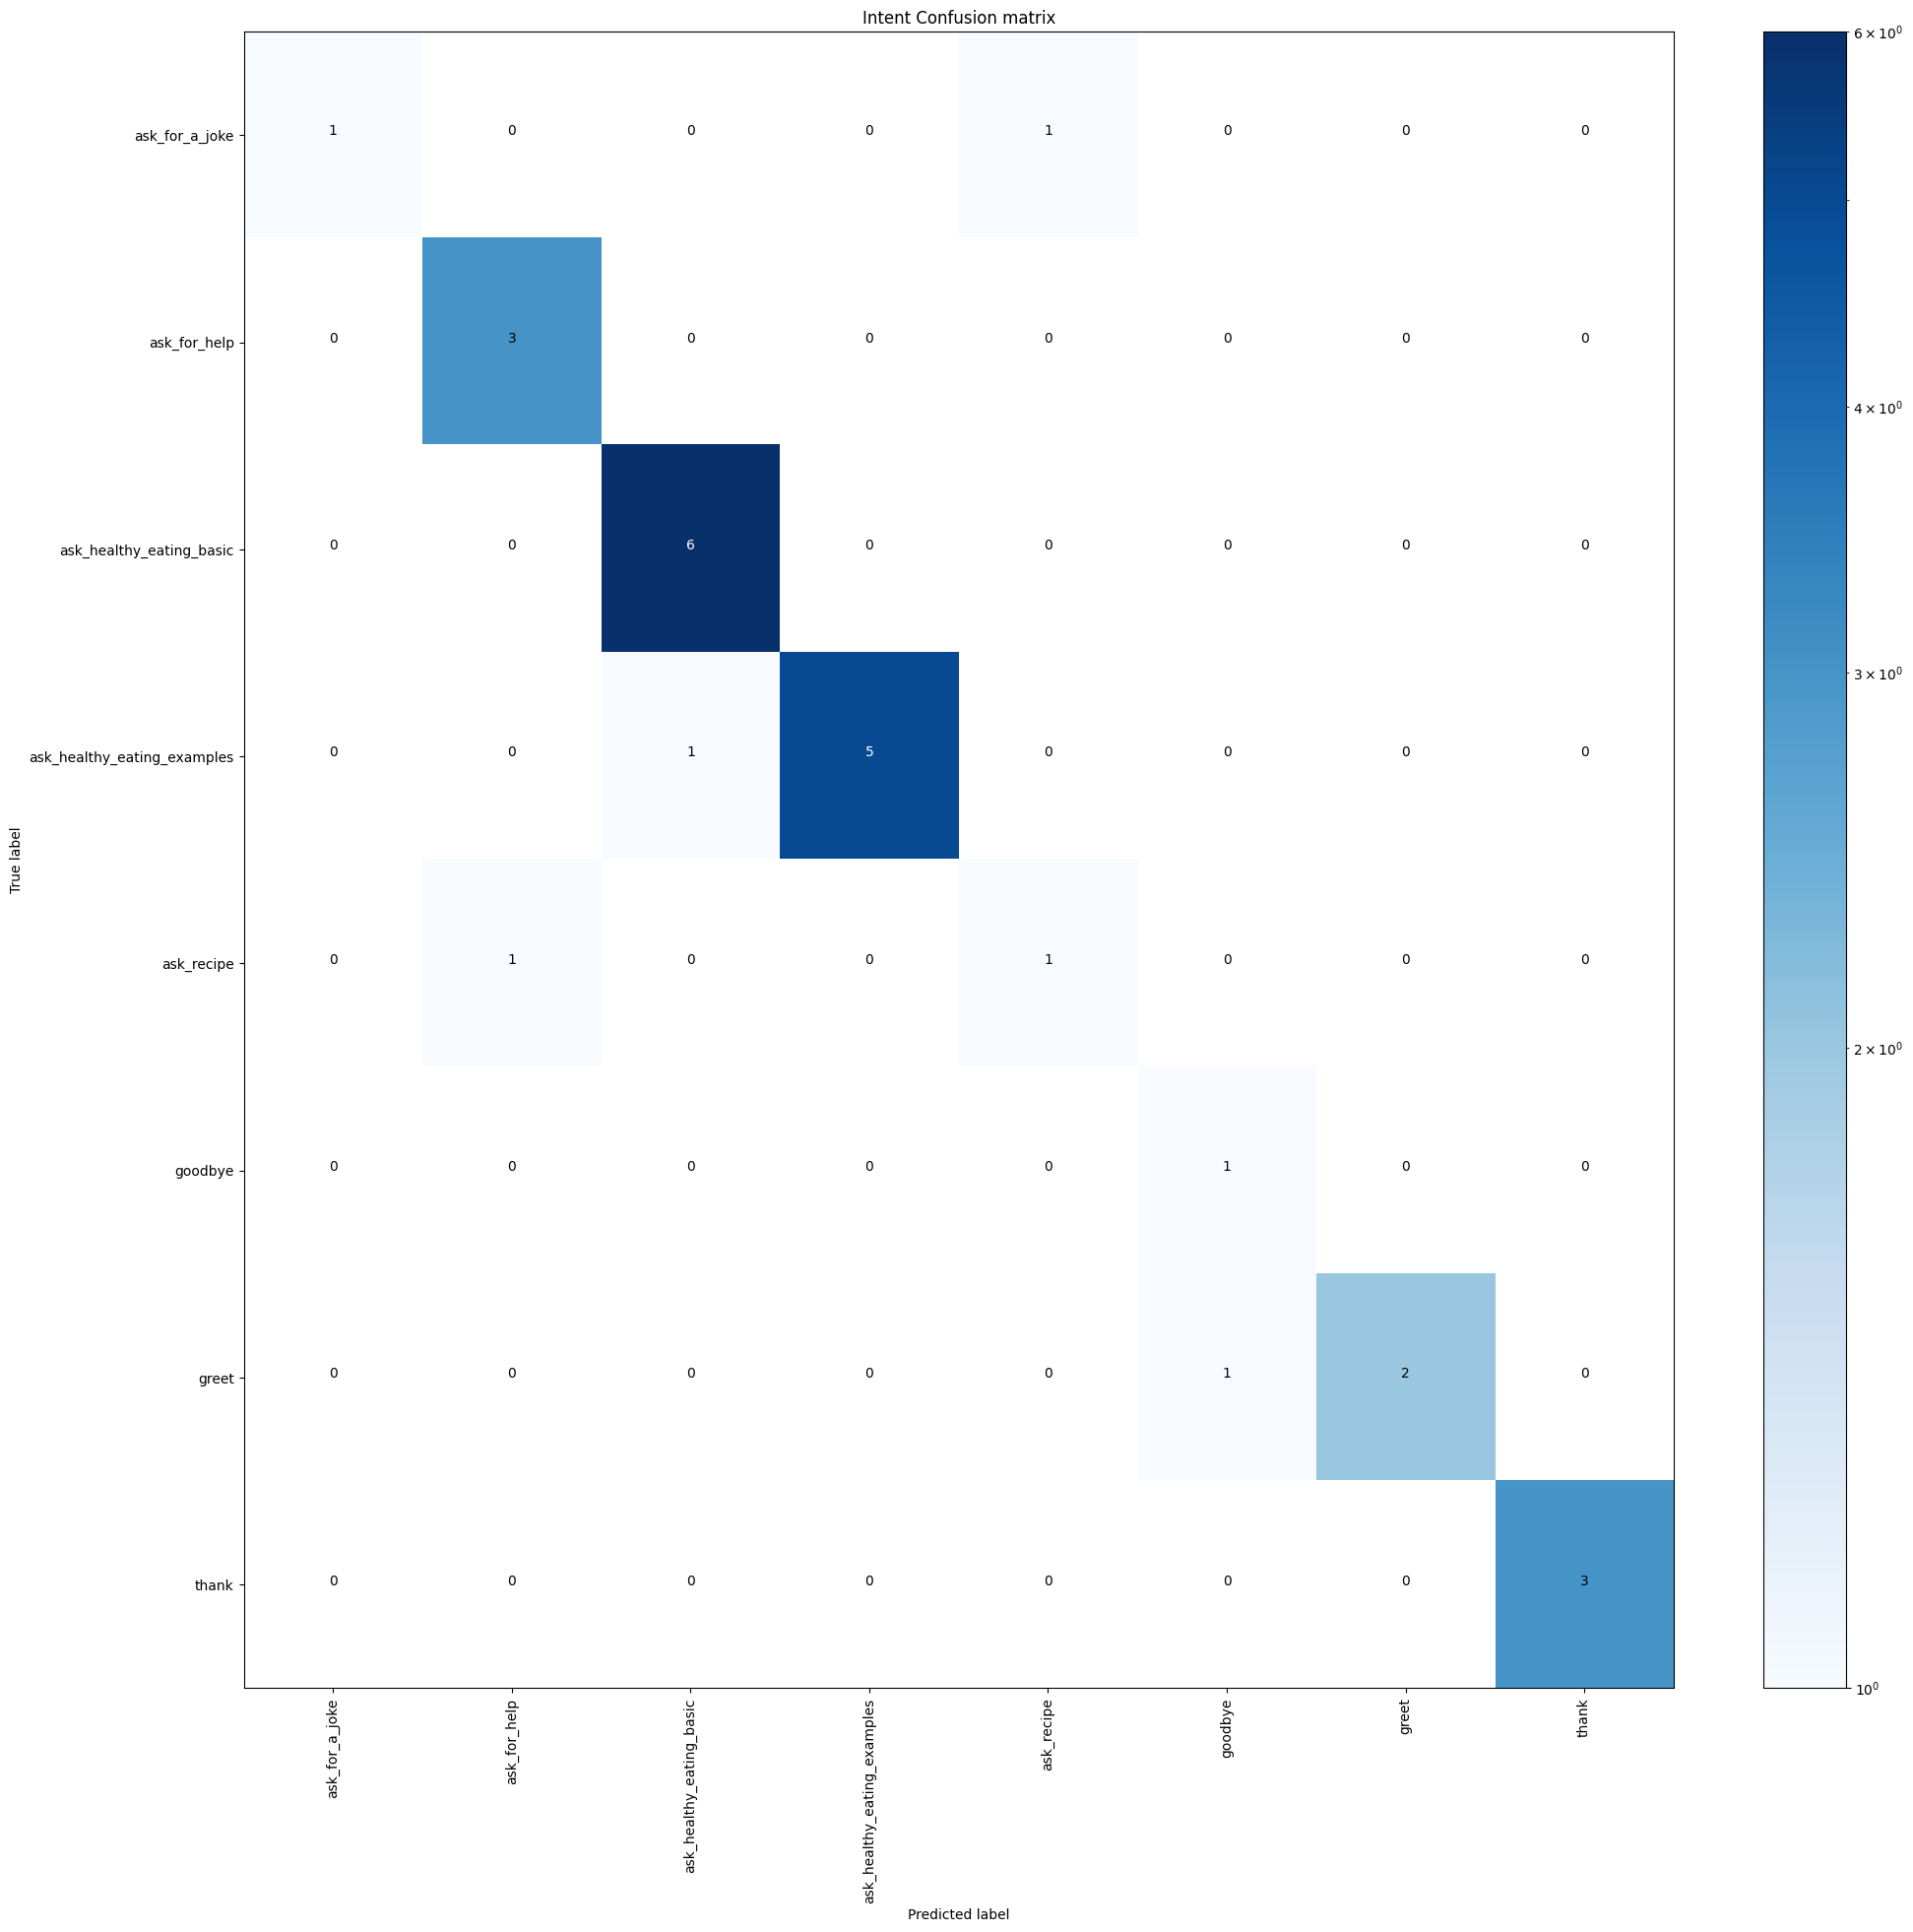 Intent Confusion matrix
ask_for_a_joke 1 0 0 0 1 0 0 0
ask_for_help 0 3 0 0 0 0 0 0
ask_healthy_eating_basic 0 0 6 0 0 0 0 0
ask_healthy_eating_examples 0 0 1 5 0 0 0 0
ask_recipe 0 1 0 0 1 0 0 0
goodbye 0 0 0 0 0 1 0 0
greet 0 0 0 0 0 1 2 0
thank 0 0 0 0 0 0 0 3
True label
ask_for_a_joke
ask_for_help
ask_healthy_eating_basic
ask_healthy_eating_examples
ask_recipe
goodbye
greet
thank
Predicted label
6 × 10⁰
4 × 10⁰
3 × 10⁰
2 × 10⁰
10⁰